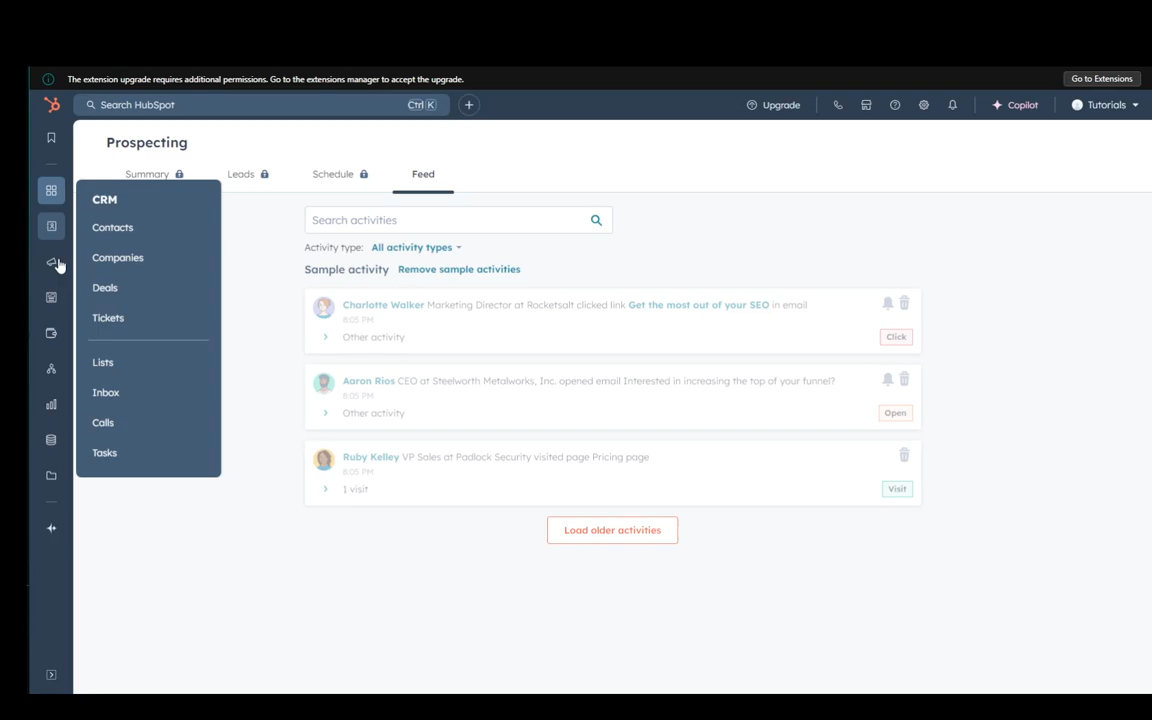 The extension upgrade requires additional permissions. Go to the extensions manager to accept the upgrade.
Go to Extensions
Search HubSpot
Ctrl K
Upgrade
Copilot
Tutorials
Prospecting
Summary
Leads
Schedule
Feed
CRM
Contacts
Companies
Deals
Tickets
Lists
Inbox
Calls
Tasks
Search activities
Activity type: All activity types
Sample activity Remove sample activities
Charlotte Walker Marketing Director at Rocketsalt clicked link Get the most out of your SEO in email
8:05 PM
Other activity
Click
Aaron Rios CEO at Steelworth Metalworks, Inc. opened email Interested in increasing the top of your funnel?
8:05 PM
Other activity
Open
Ruby Kelley VP Sales at Padlock Security visited page Pricing page
8:05 PM
1 visit
Visit
Load older activities